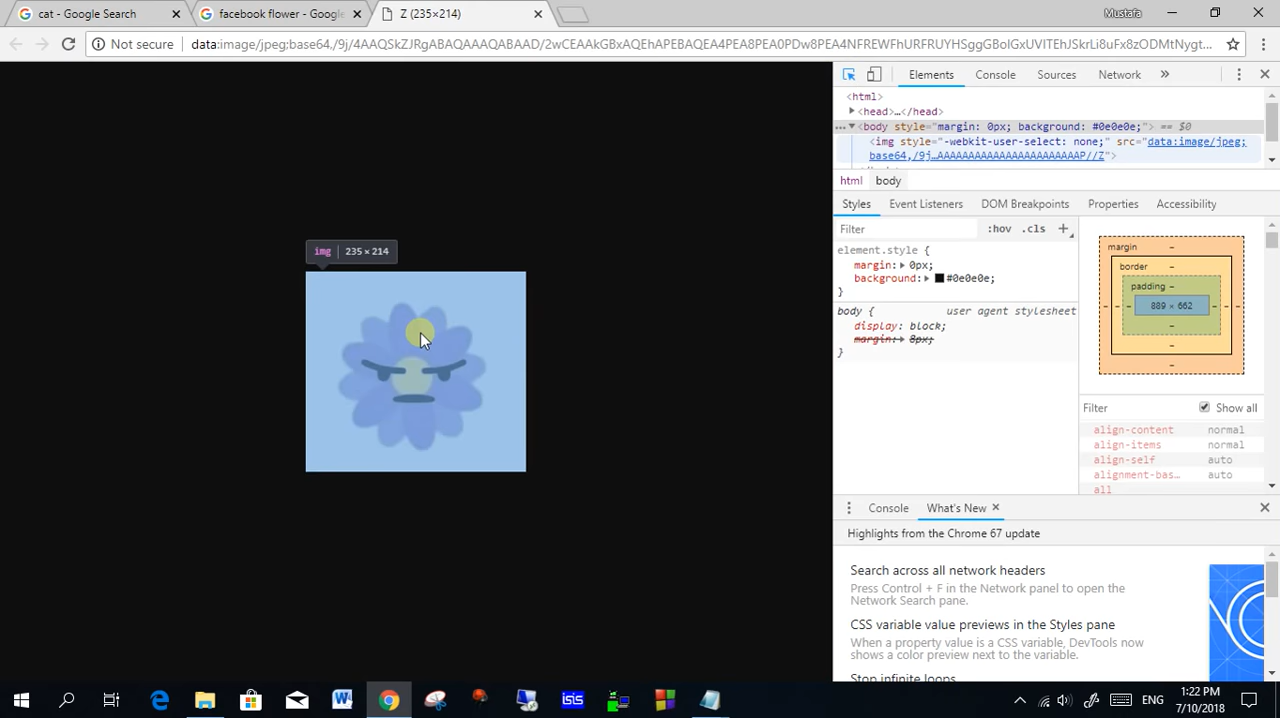 cat - Google Search
facebook flower - Google
Z (235×214)
Mustafa
Not secure
data:image/jpeg;base64,/9j/4AAQSkZJRgABAQAAAQABAAD/2wCEAAkGBxAQEhAPEBAQEA4PEA8PEA0PDw8PEA4NFREWFhURFRUYHSggGBolGxUVITEhJSkrLi8uFx8zODMtNygt...
Elements
Console
Sources
Network
»
<html>
<head>…</head>
<body style="margin: 0px; background: #0e0e0e;"> == $0
<img style="-webkit-user-select: none;" src="data:image/jpeg;
base64,/9j…AAAAAAAAAAAAAAAAAAAAAAAP//Z">
html body
Styles
Event Listeners
DOM Breakpoints
Properties
Accessibility
Filter
:hov .cls +
element.style {
margin: 0px;
background: #0e0e0e;
}
body {
user agent stylesheet
display: block;
margin: 8px;
}
margin –
border –
padding –
889 × 662
Filter
Show all
align-content normal
align-items normal
align-self auto
alignment-bas… auto
all
img 235 × 214
Console
What's New
Highlights from the Chrome 67 update
Search across all network headers
Press Control + F in the Network panel to open the
Network Search pane.
CSS variable value previews in the Styles pane
When a property value is a CSS variable, DevTools now
shows a color preview next to the variable.
Stop infinite loops
isis
ENG
1:22 PM
7/10/2018